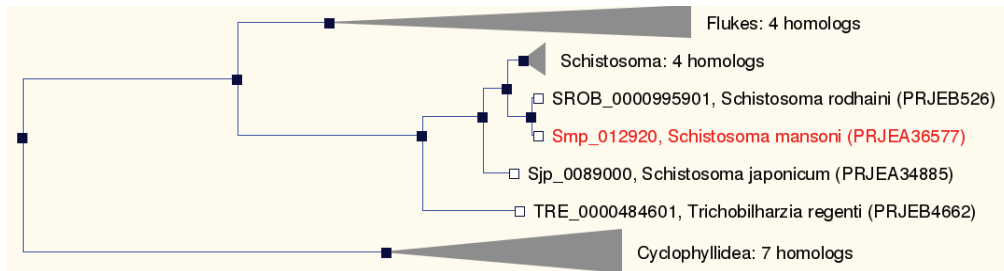 Flukes: 4 homologs
Schistosoma: 4 homologs
SROB_0000995901, Schistosoma rodhaini (PRJEB526)
Smp_012920, Schistosoma mansoni (PRJEA36577)
Sjp_0089000, Schistosoma japonicum (PRJEA34885)
TRE_0000484601, Trichobilharzia regenti (PRJEB4662)
Cyclophyllidea: 7 homologs